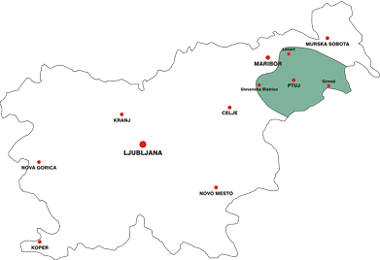 MURSKA SOBOTA
Lenart
MARIBOR
PTUJ
Ormož
Slovenska Bistrica
CELJE
KRANJ
LJUBLJANA
NOVA GORICA
NOVO MESTO
KOPER